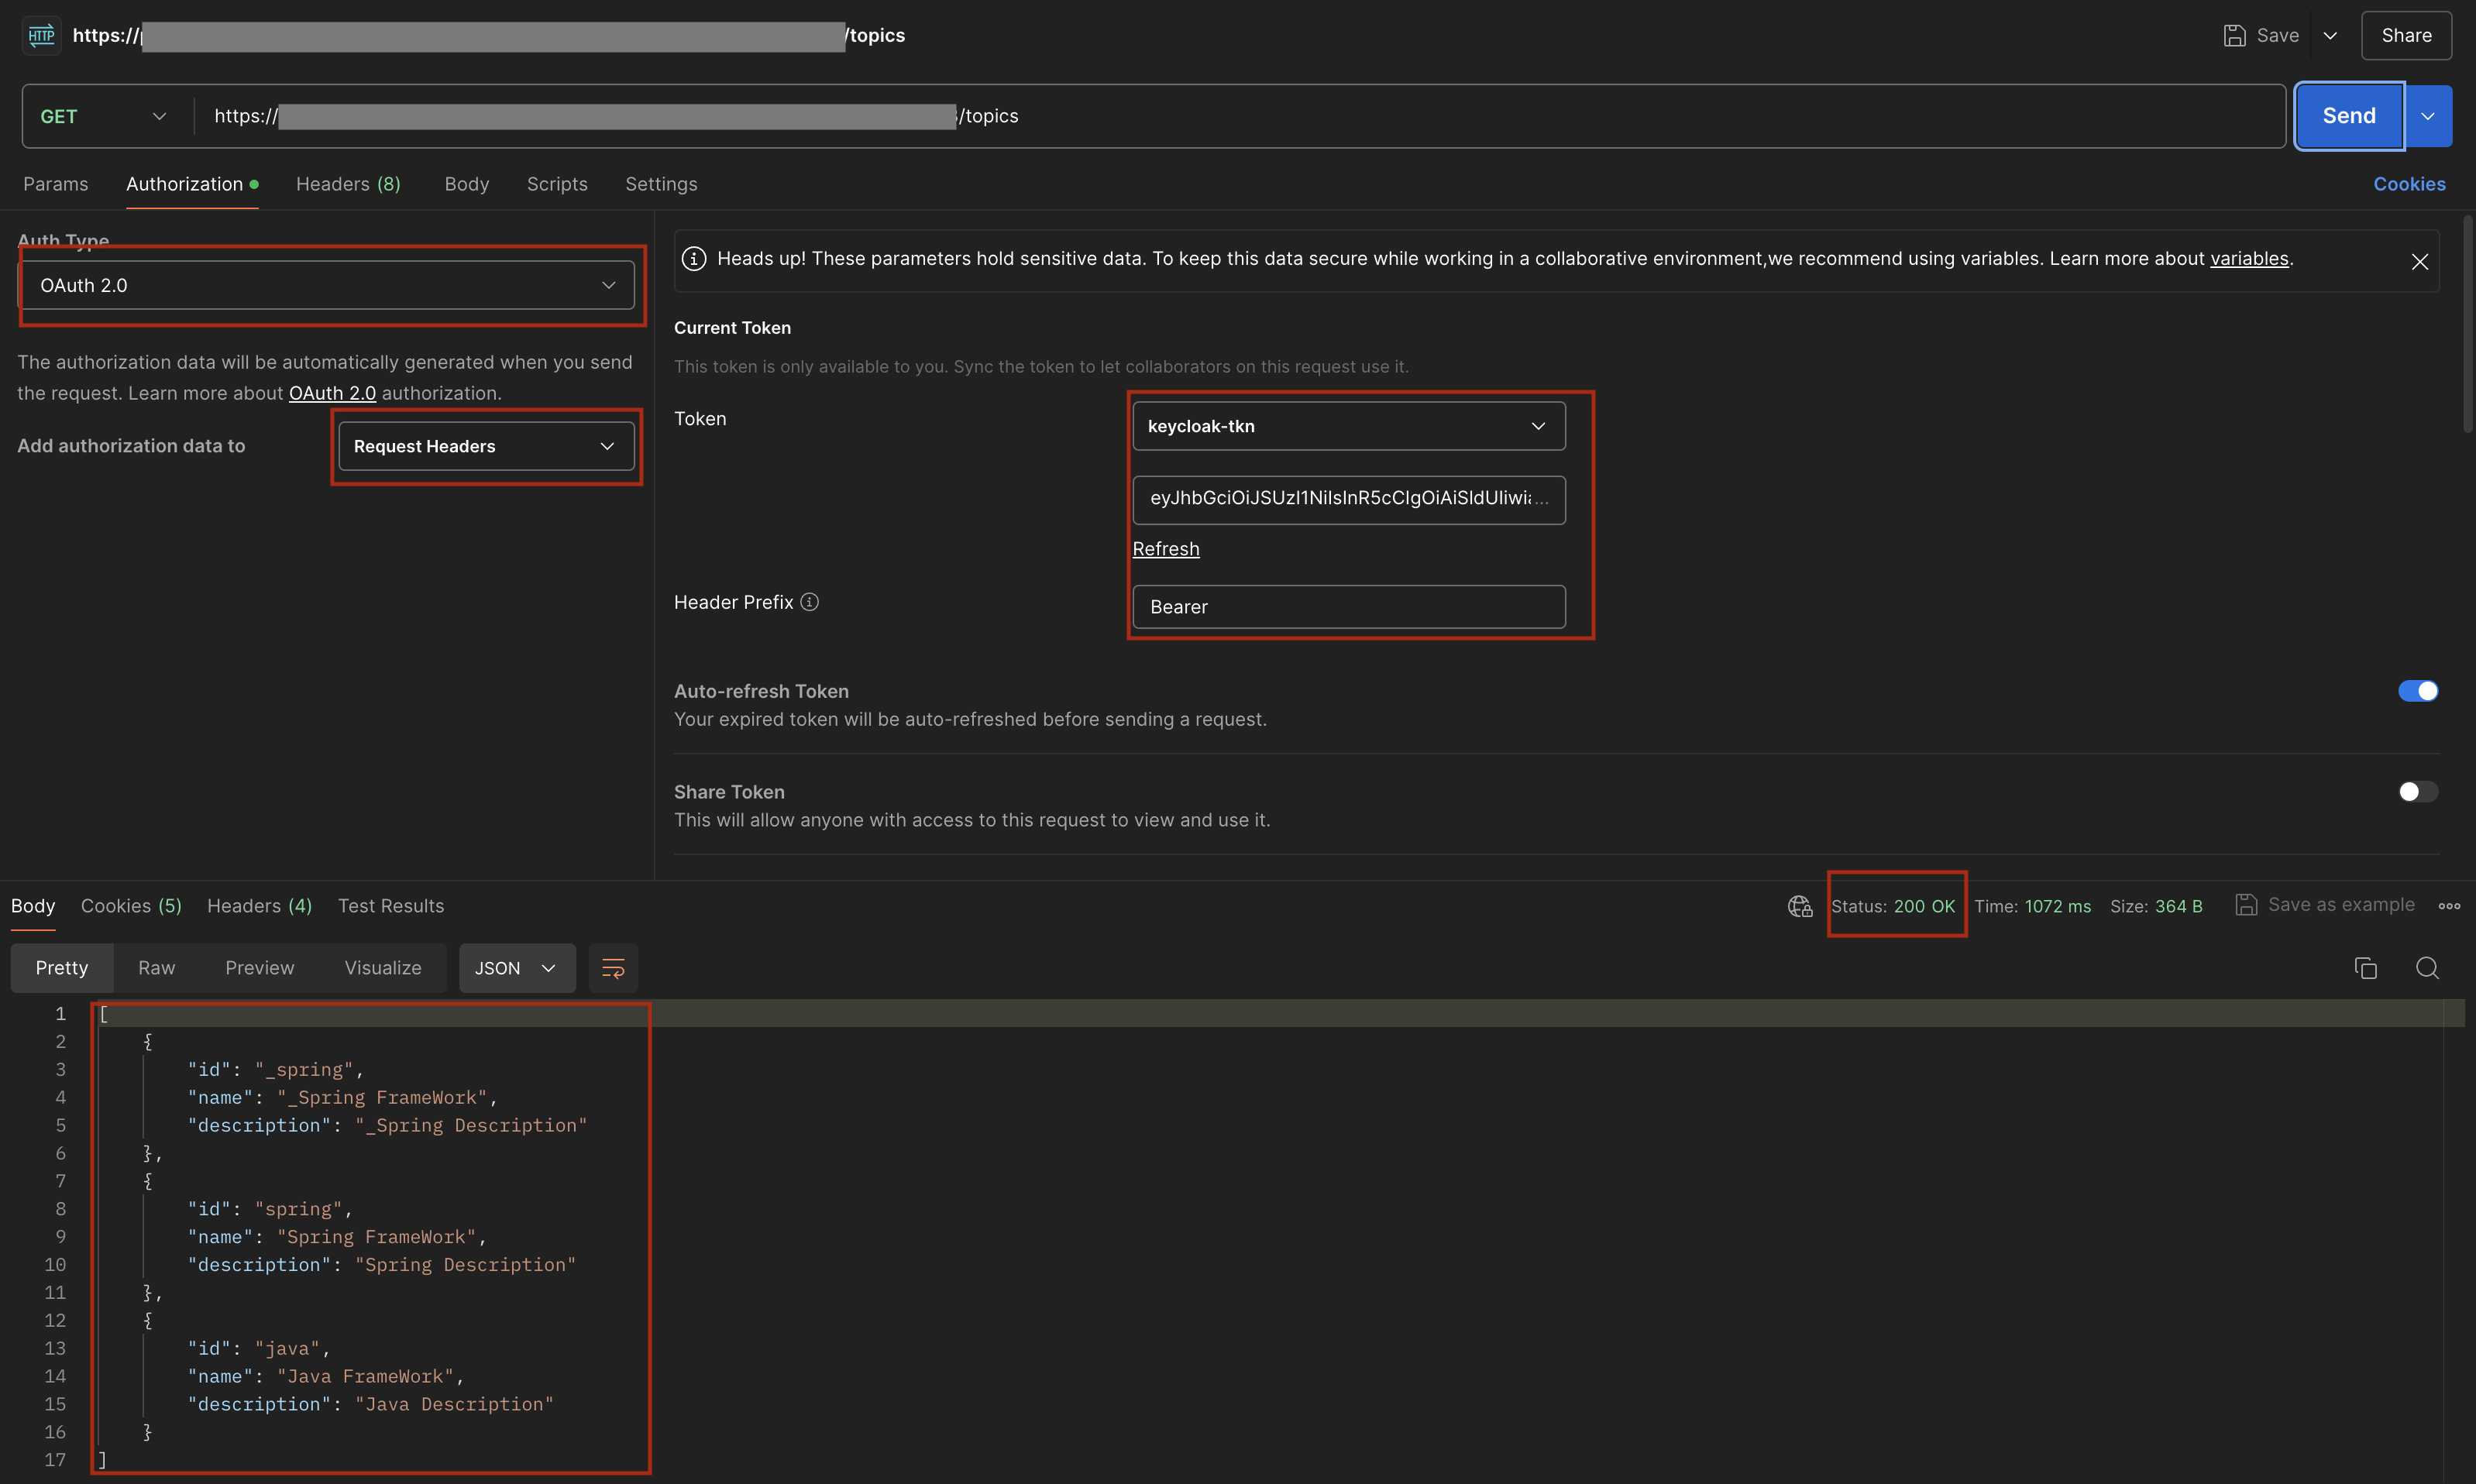 HTTP https:// /topics Save Share
GET https:// /topics Send
Params Authorization Headers (8) Body Scripts Settings Cookies
Auth Type
OAuth 2.0
The authorization data will be automatically generated when you send
the request. Learn more about OAuth 2.0 authorization.
Add authorization data to Request Headers
Heads up! These parameters hold sensitive data. To keep this data secure while working in a collaborative environment,we recommend using variables. Learn more about variables.
Current Token
This token is only available to you. Sync the token to let collaborators on this request use it.
Token keycloak-tkn
Refresh
Header Prefix Bearer
Auto-refresh Token
Your expired token will be auto-refreshed before sending a request.
Share Token
This will allow anyone with access to this request to view and use it.
Body Cookies (5) Headers (4) Test Results Status: 200 OK Time: 1072 ms Size: 364 B Save as example
Pretty Raw Preview Visualize JSON
1 [
2 {
3 "id": "_spring",
4 "name": "_Spring FrameWork",
5 "description": "_Spring Description"
6 },
7 {
8 "id": "spring",
9 "name": "Spring FrameWork",
10 "description": "Spring Description"
11 },
12 {
13 "id": "java",
14 "name": "Java FrameWork",
15 "description": "Java Description"
16 }
17 ]